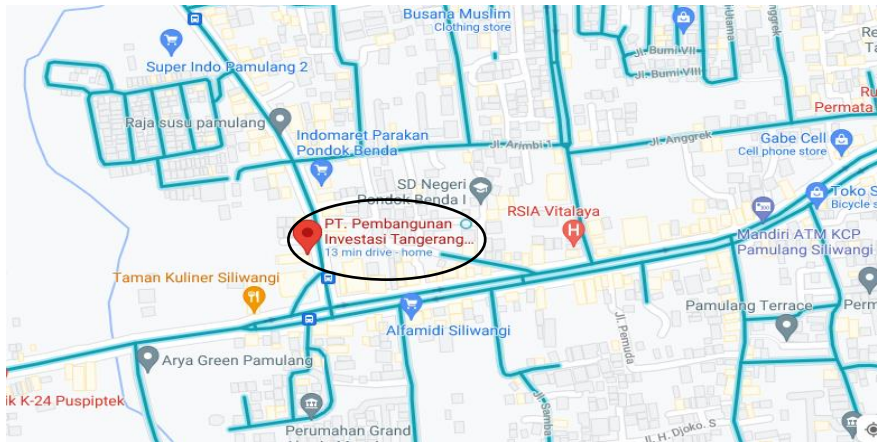 Busana Muslim
Clothing store
Super Indo Pamulang 2
Jl. Bumi VII
Jl. Bumi VIII
Raja susu pamulang
Indomaret Parakan
Pondok Benda
Jl. Arimbi 1
Jl. Anggrek
Permata
Gabe Cell
Cell phone store
SD Negeri
Pondok Benda I
RSIA Vitalaya
Toko S
Bicycle s
PT. Pembangunan
Investasi Tangerang...
13 min drive - home
Mandiri ATM KCP
Pamulang Siliwangi
Taman Kuliner Siliwangi
Alfamidi Siliwangi
Pamulang Terrace
Perm
Jl. Pemuda
Arya Green Pamulang
ik K-24 Puspiptek
Perumahan Grand
Jl. H. Djoko. S